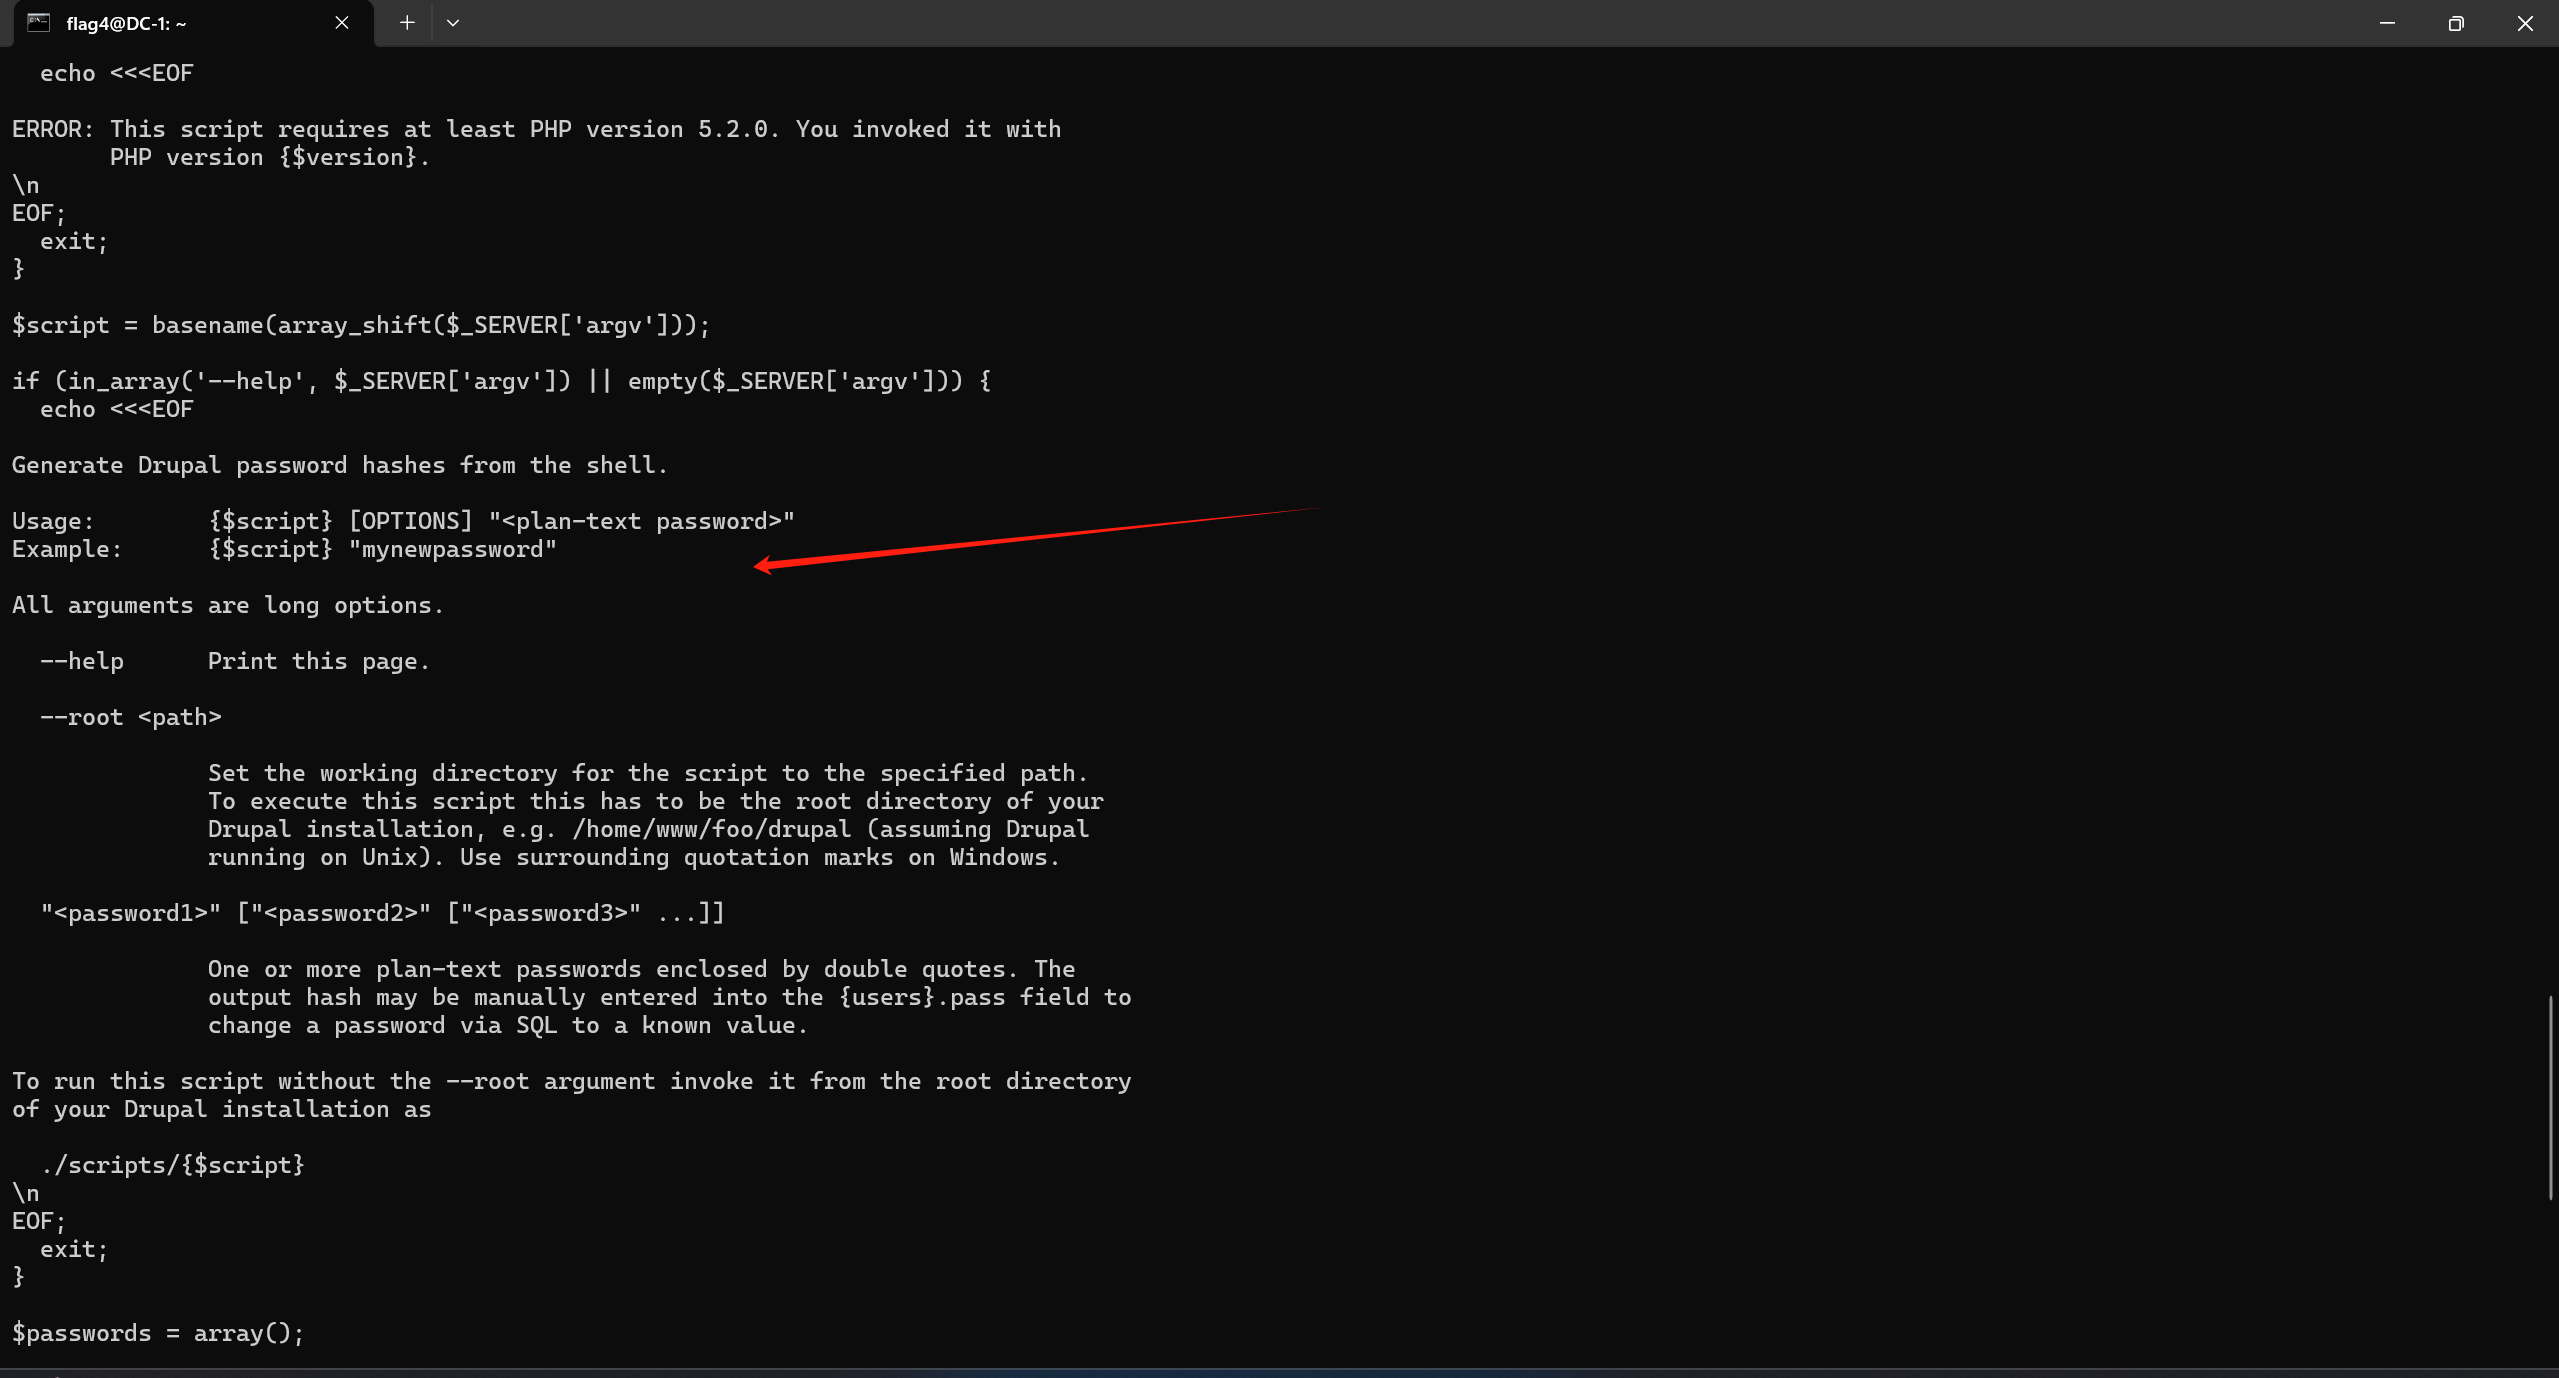 flag4@DC-1: ~
  echo <<<EOF

ERROR: This script requires at least PHP version 5.2.0. You invoked it with
       PHP version {$version}.
\n
EOF;
  exit;
}

$script = basename(array_shift($_SERVER['argv']));

if (in_array('--help', $_SERVER['argv']) || empty($_SERVER['argv'])) {
  echo <<<EOF

Generate Drupal password hashes from the shell.

Usage:        {$script} [OPTIONS] "<plan-text password>"
Example:      {$script} "mynewpassword"

All arguments are long options.

  --help      Print this page.

  --root <path>

              Set the working directory for the script to the specified path.
              To execute this script this has to be the root directory of your
              Drupal installation, e.g. /home/www/foo/drupal (assuming Drupal
              running on Unix). Use surrounding quotation marks on Windows.

  "<password1>" ["<password2>" ["<password3>" ...]]

              One or more plan-text passwords enclosed by double quotes. The
              output hash may be manually entered into the {users}.pass field to
              change a password via SQL to a known value.

To run this script without the --root argument invoke it from the root directory
of your Drupal installation as

  ./scripts/{$script}
\n
EOF;
  exit;
}

$passwords = array();